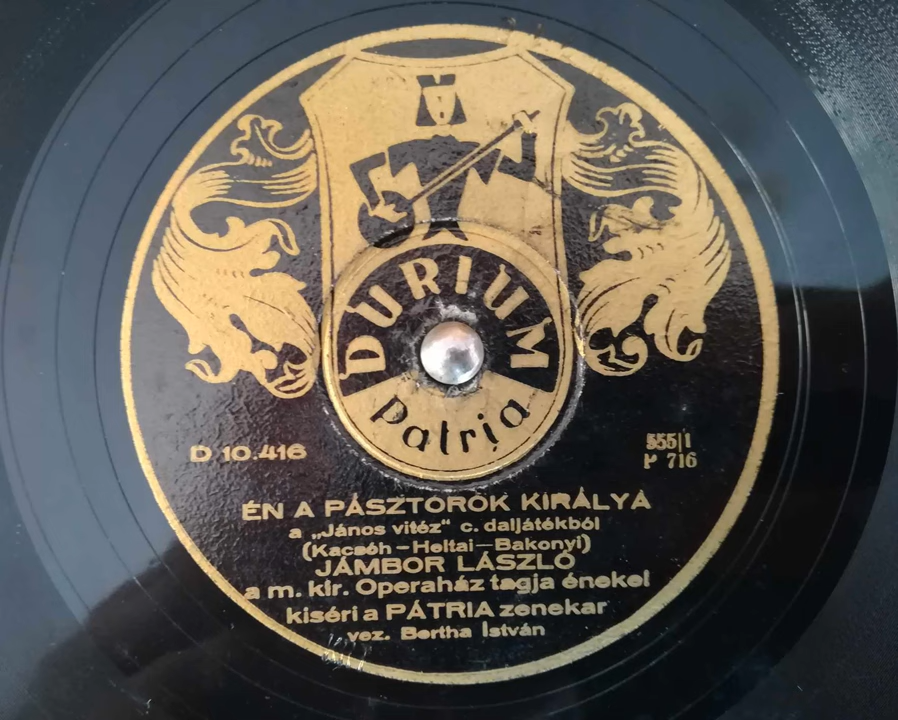 DURIUM
Patria
D 10.416
555|1
P 716
ÉN A PÁSZTOROK KIRÁLYA
a „János vitéz" c. daljátékból
(Kacsóh-Heltai-Bakonyi)
JÁMBOR LÁSZLÓ
a m. kir. Operaház tagja énekel
kiséri a PÁTRIA zenekar
vez. Bertha István